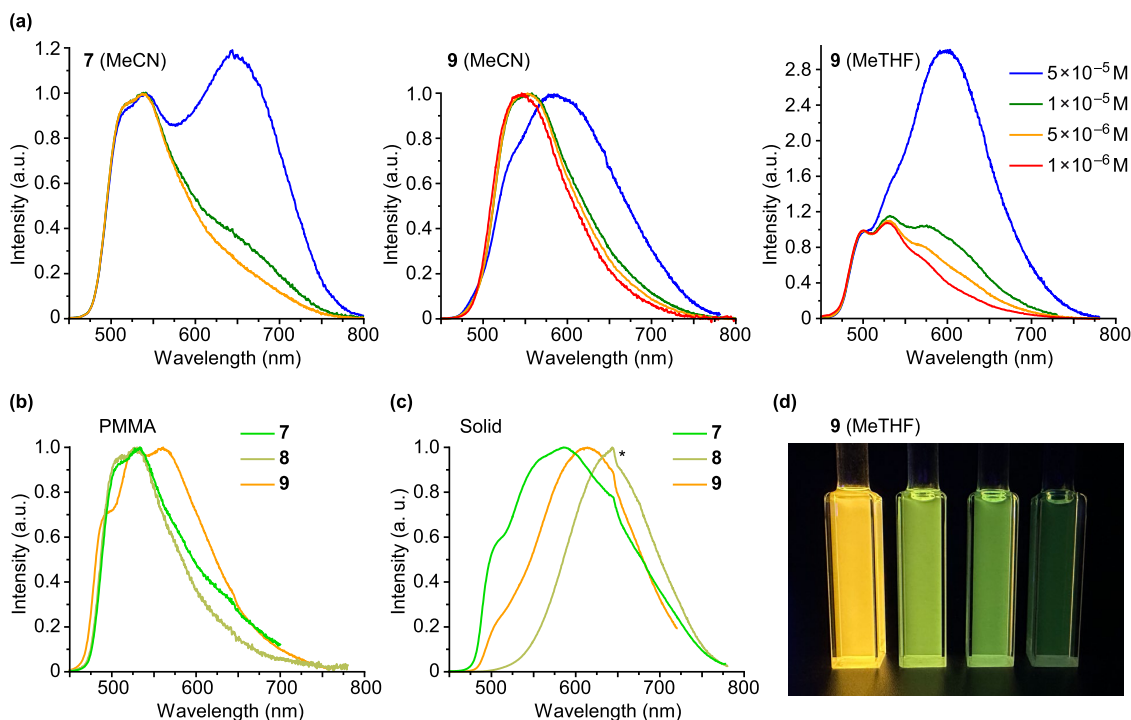 (a)
7 (MeCN)
1.2
1.0
0.8
0.6
0.4
0.2
0
Intensity (a.u.)
500 600 700 800
Wavelength (nm)
9 (MeCN)
1.0
0.8
0.6
0.4
0.2
0
Intensity (a.u.)
500 600 700 800
Wavelength (nm)
9 (MeTHF)
2.8
2.4
2.0
1.6
1.2
0.8
0.4
0
Intensity (a.u.)
500 600 700 800
Wavelength (nm)
5×10⁻⁵ M
1×10⁻⁵ M
5×10⁻⁶ M
1×10⁻⁶ M
(b)
PMMA
7
8
9
1.0
0.8
0.6
0.4
0.2
0
Intensity (a. u.)
500 600 700 800
Wavelength (nm)
(c)
Solid
7
8
9
*
1.0
0.8
0.6
0.4
0.2
0
Intensity (a. u.)
500 600 700 800
Wavelength (nm)
(d)
9 (MeTHF)